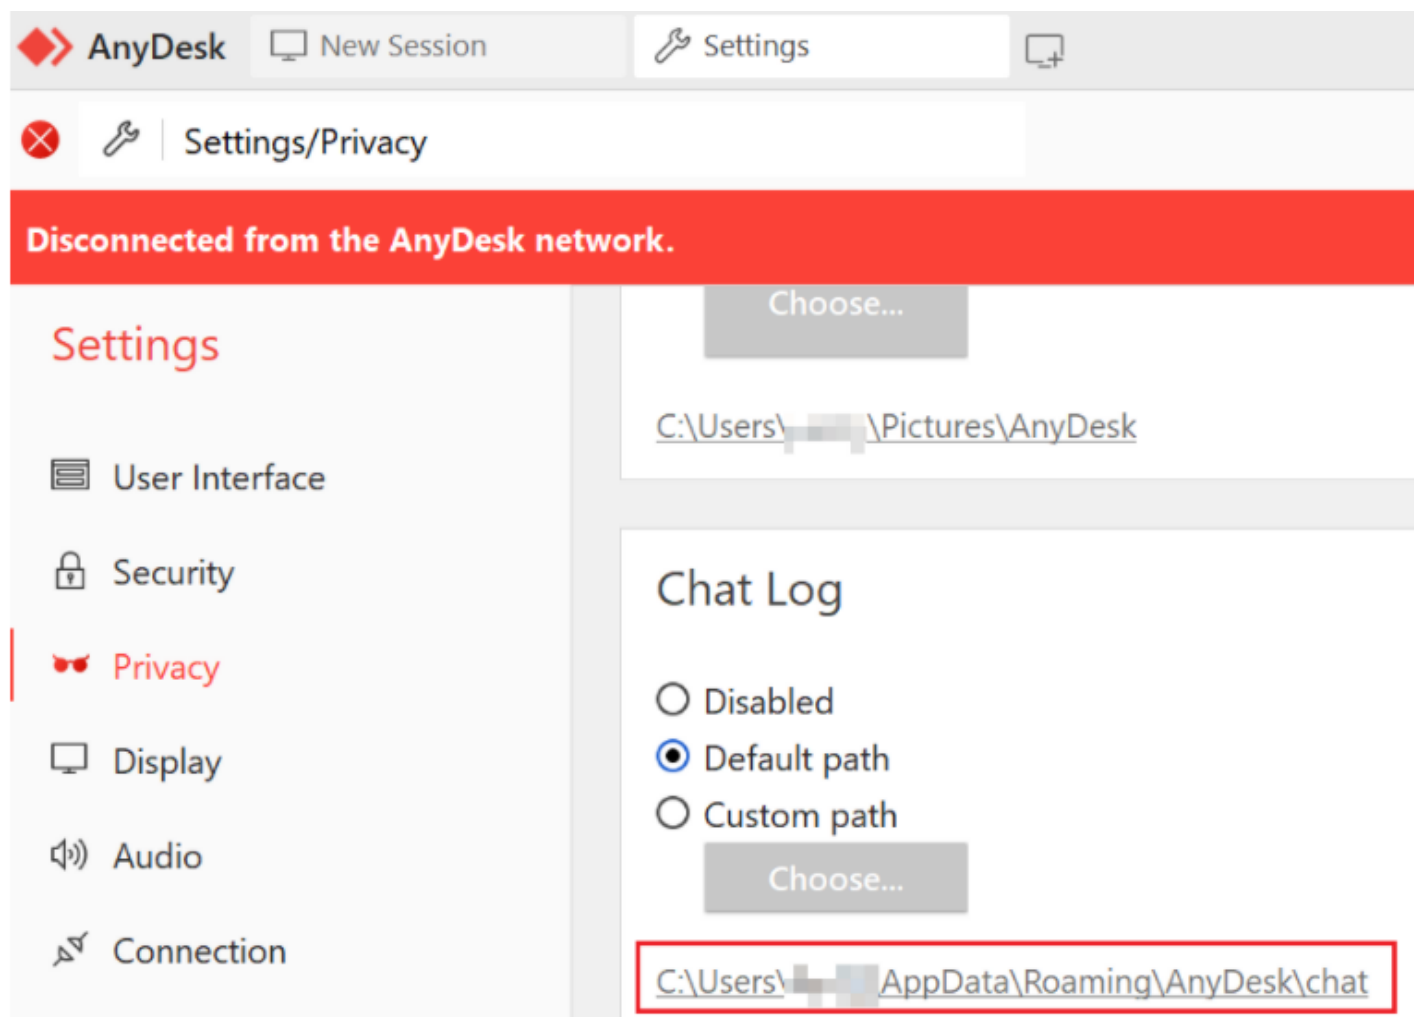 AnyDesk
New Session
Settings
Settings/Privacy
Disconnected from the AnyDesk network.
Settings
User Interface
Security
Privacy
Display
Audio
Connection
Choose...
C:\Users\ \Pictures\AnyDesk
Chat Log
Disabled
Default path
Custom path
Choose...
C:\Users\ AppData\Roaming\AnyDesk\chat